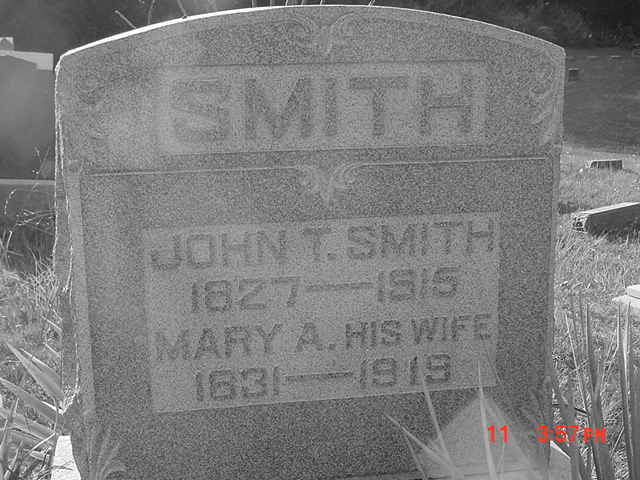 SMITH
JOHN T. SMITH
1827—1915
MARY A. HIS WIFE
1831—1919
11 3:57PM